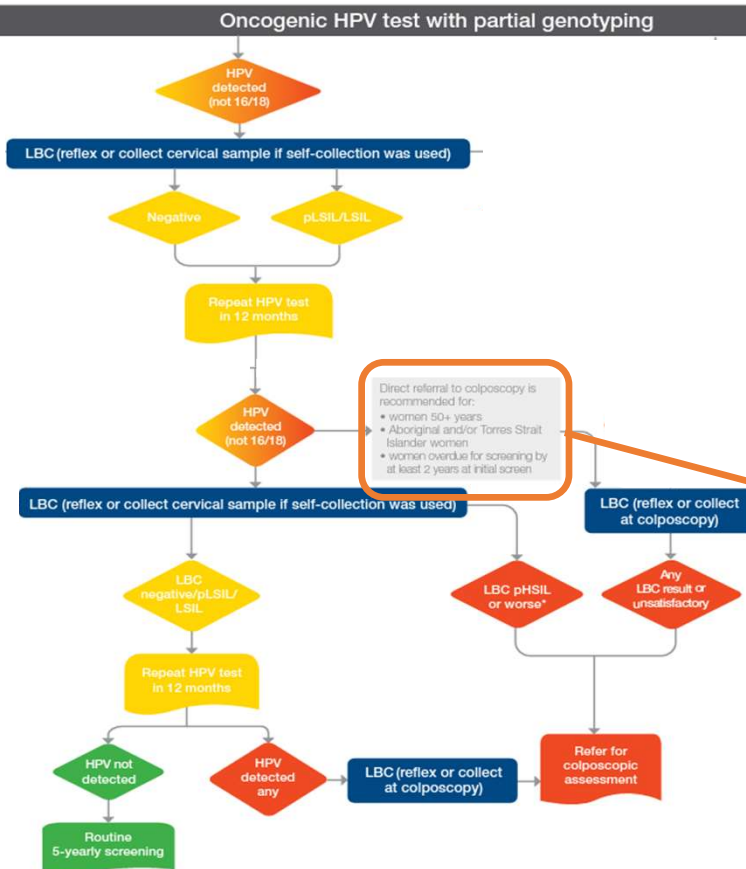 Oncogenic HPV test with partial genotyping
HPV
detected
(not 16/18)
LBC (reflex or collect cervical sample if self-collection was used)
Negative
pLSIL/LSIL
Repeat HPV test
in 12 months
HPV
detected
(not 16/18)
Direct referral to colposcopy is
recommended for:
• women 50+ years
• Aboriginal and/or Torres Strait
Islander women
• women overdue for screening by
at least 2 years at initial screen
LBC (reflex or collect cervical sample if self-collection was used)
LBC (reflex or collect
at colposcopy)
LBC
negative/pLSIL/
LSIL
LBC pHSIL
or worse*
Any
LBC result or
unsatisfactory
Repeat HPV test
in 12 months
HPV not
detected
HPV
detected
any
LBC (reflex or collect
at colposcopy)
Refer for
colposcopic
assessment
Routine
5-yearly screening